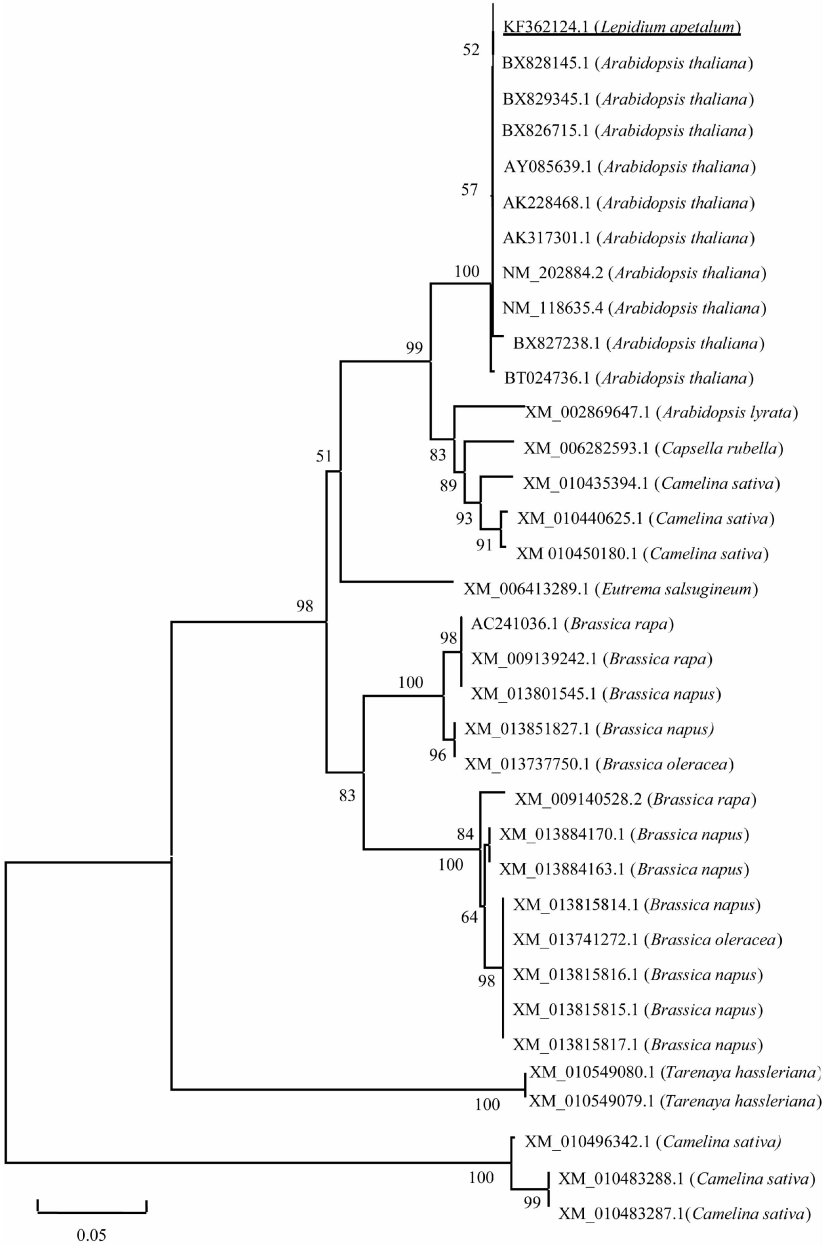 KF362124.1 (Lepidium apetalum)
52
BX828145.1 (Arabidopsis thaliana)
BX829345.1 (Arabidopsis thaliana)
BX826715.1 (Arabidopsis thaliana)
AY085639.1 (Arabidopsis thaliana)
57
AK228468.1 (Arabidopsis thaliana)
AK317301.1 (Arabidopsis thaliana)
100
NM_202884.2 (Arabidopsis thaliana)
NM_118635.4 (Arabidopsis thaliana)
99
BX827238.1 (Arabidopsis thaliana)
BT024736.1 (Arabidopsis thaliana)
XM_002869647.1 (Arabidopsis lyrata)
51
83
XM_006282593.1 (Capsella rubella)
89
XM_010435394.1 (Camelina sativa)
93
XM_010440625.1 (Camelina sativa)
91
XM 010450180.1 (Camelina sativa)
XM_006413289.1 (Eutrema salsugineum)
98
AC241036.1 (Brassica rapa)
98
XM_009139242.1 (Brassica rapa)
100
XM_013801545.1 (Brassica napus)
XM_013851827.1 (Brassica napus)
96
XM_013737750.1 (Brassica oleracea)
83
XM_009140528.2 (Brassica rapa)
84
XM_013884170.1 (Brassica napus)
100
XM_013884163.1 (Brassica napus)
XM_013815814.1 (Brassica napus)
64
XM_013741272.1 (Brassica oleracea)
98
XM_013815816.1 (Brassica napus)
XM_013815815.1 (Brassica napus)
XM_013815817.1 (Brassica napus)
XM_010549080.1 (Tarenaya hassleriana)
100
XM_010549079.1 (Tarenaya hassleriana)
XM_010496342.1 (Camelina sativa)
100
XM_010483288.1 (Camelina sativa)
99
XM_010483287.1(Camelina sativa)
0.05